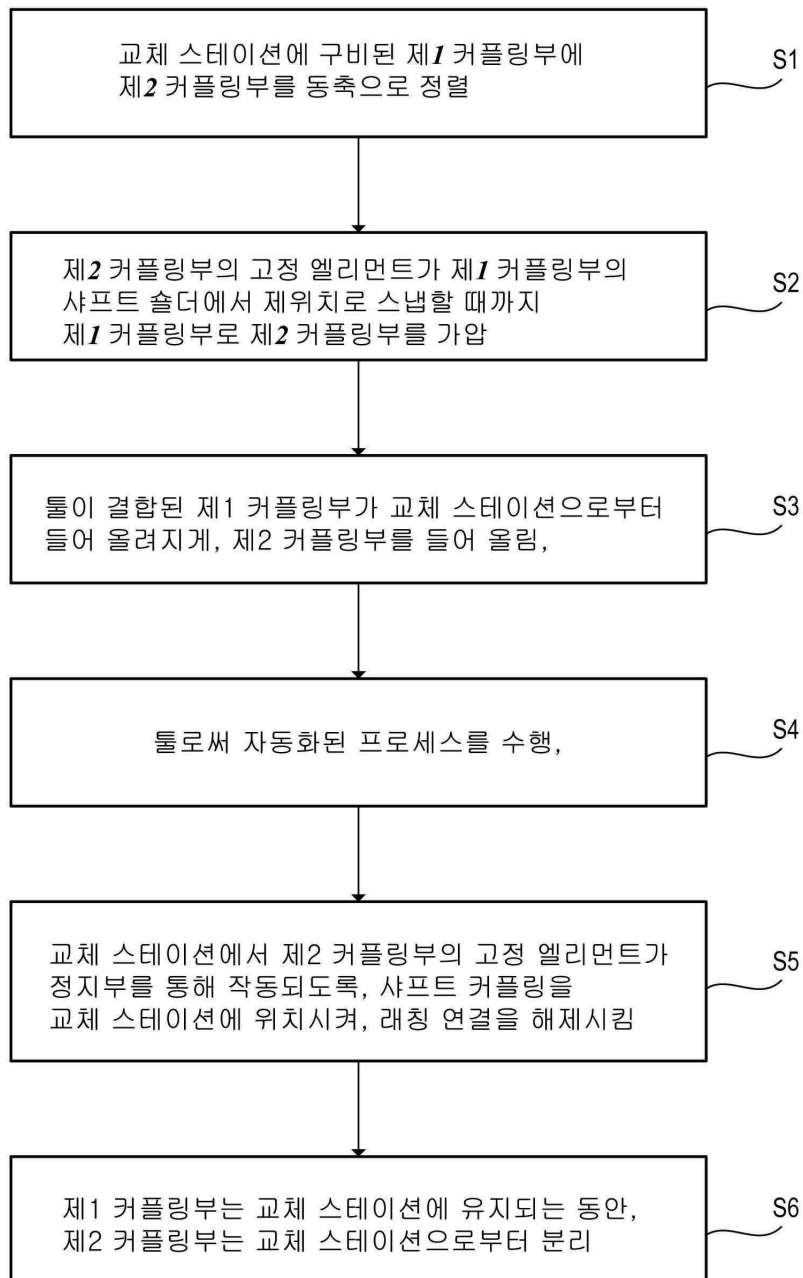 교체 스테이션에 구비된 제1 커플링부에
제2 커플링부를 동축으로 정렬
S1
제2 커플링부의 고정 엘리먼트가 제1 커플링부의
샤프트 숄더에서 제위치로 스냅할 때까지
제1 커플링부로 제2 커플링부를 가압
S2
툴이 결합된 제1 커플링부가 교체 스테이션으로부터
들어 올려지게, 제2 커플링부를 들어 올림,
S3
툴로써 자동화된 프로세스를 수행,
S4
교체 스테이션에서 제2 커플링부의 고정 엘리먼트가
정지부를 통해 작동되도록, 샤프트 커플링을
교체 스테이션에 위치시켜, 래칭 연결을 해제시킴
S5
제1 커플링부는 교체 스테이션에 유지되는 동안,
제2 커플링부는 교체 스테이션으로부터 분리
S6